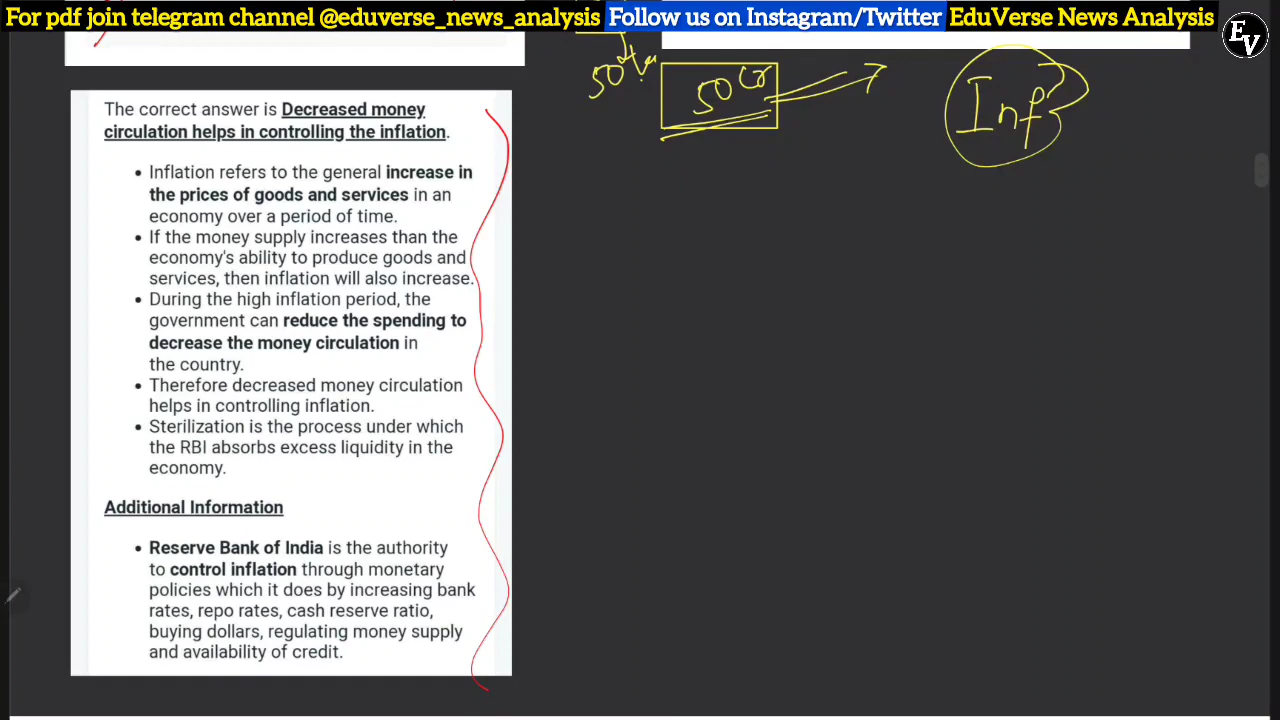 For pdf join telegram channel @eduverse_news_analysis Follow us on Instagram/Twitter EduVerse News Analysis
EV
50
50 Cr
Inf
The correct answer is Decreased money
circulation helps in controlling the inflation.
• Inflation refers to the general increase in
the prices of goods and services in an
economy over a period of time.
• If the money supply increases than the
economy's ability to produce goods and
services, then inflation will also increase.
• During the high inflation period, the
government can reduce the spending to
decrease the money circulation in
the country.
• Therefore decreased money circulation
helps in controlling inflation.
• Sterilization is the process under which
the RBI absorbs excess liquidity in the
economy.
Additional Information
• Reserve Bank of India is the authority
to control inflation through monetary
policies which it does by increasing bank
rates, repo rates, cash reserve ratio,
buying dollars, regulating money supply
and availability of credit.